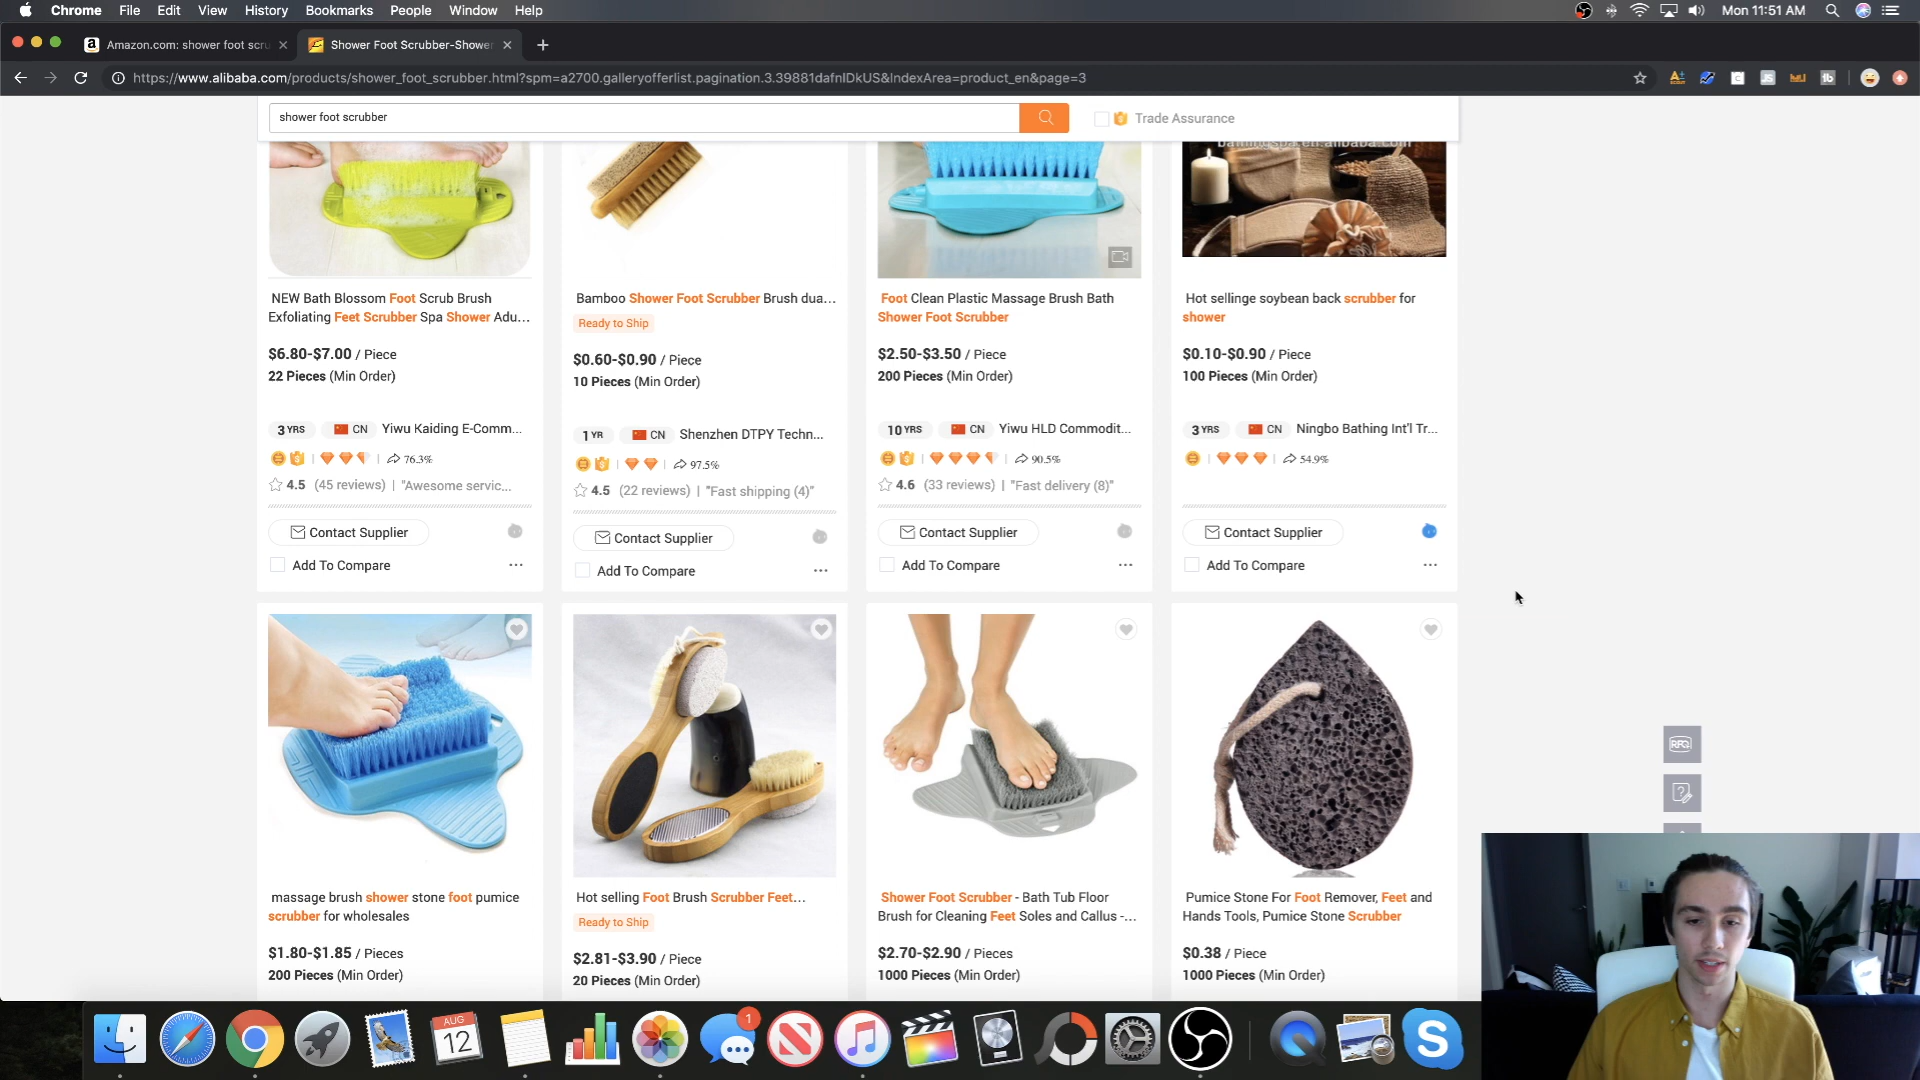 Chrome File Edit View History Bookmarks People Window Help
Mon 11:51 AM
Amazon.com: shower foot scru
Shower Foot Scrubber-Shower
https://www.alibaba.com/products/shower_foot_scrubber.html?spm=a2700.galleryofferlist.pagination.3.39881dafnIDkUS&IndexArea=product_en&page=3
shower foot scrubber
Trade Assurance
bathingspa.en.alibaba.com
NEW Bath Blossom Foot Scrub Brush
Exfoliating Feet Scrubber Spa Shower Adu...
$6.80-$7.00 / Piece
22 Pieces (Min Order)
3 YRS CN Yiwu Kaiding E-Comm...
76.3%
4.5 (45 reviews) | "Awesome servic...
Contact Supplier
Add To Compare
Bamboo Shower Foot Scrubber Brush dua...
Ready to Ship
$0.60-$0.90 / Piece
10 Pieces (Min Order)
1 YR CN Shenzhen DTPY Techn...
97.5%
4.5 (22 reviews) | "Fast shipping (4)"
Contact Supplier
Add To Compare
Foot Clean Plastic Massage Brush Bath
Shower Foot Scrubber
$2.50-$3.50 / Piece
200 Pieces (Min Order)
10 YRS CN Yiwu HLD Commodit...
90.5%
4.6 (33 reviews) | "Fast delivery (8)"
Contact Supplier
Add To Compare
Hot sellinge soybean back scrubber for
shower
$0.10-$0.90 / Piece
100 Pieces (Min Order)
3 YRS CN Ningbo Bathing Int'l Tr...
54.9%
Contact Supplier
Add To Compare
massage brush shower stone foot pumice
scrubber for wholesales
$1.80-$1.85 / Pieces
200 Pieces (Min Order)
Hot selling Foot Brush Scrubber Feet...
Ready to Ship
$2.81-$3.90 / Piece
20 Pieces (Min Order)
Shower Foot Scrubber - Bath Tub Floor
Brush for Cleaning Feet Soles and Callus -...
$2.70-$2.90 / Pieces
1000 Pieces (Min Order)
Pumice Stone For Foot Remover, Feet and
Hands Tools, Pumice Stone Scrubber
$0.38 / Piece
1000 Pieces (Min Order)
RFQ
AUG
12
1